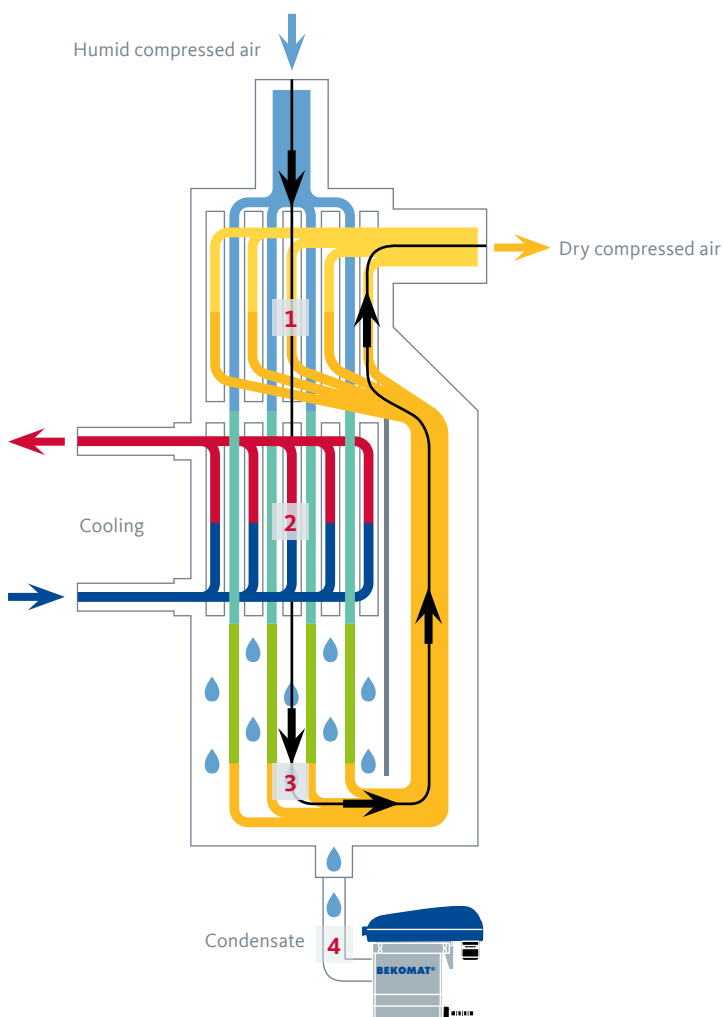 Humid compressed air
Dry compressed air
1
Cooling
2
3
Condensate
4
BEKOMAT®